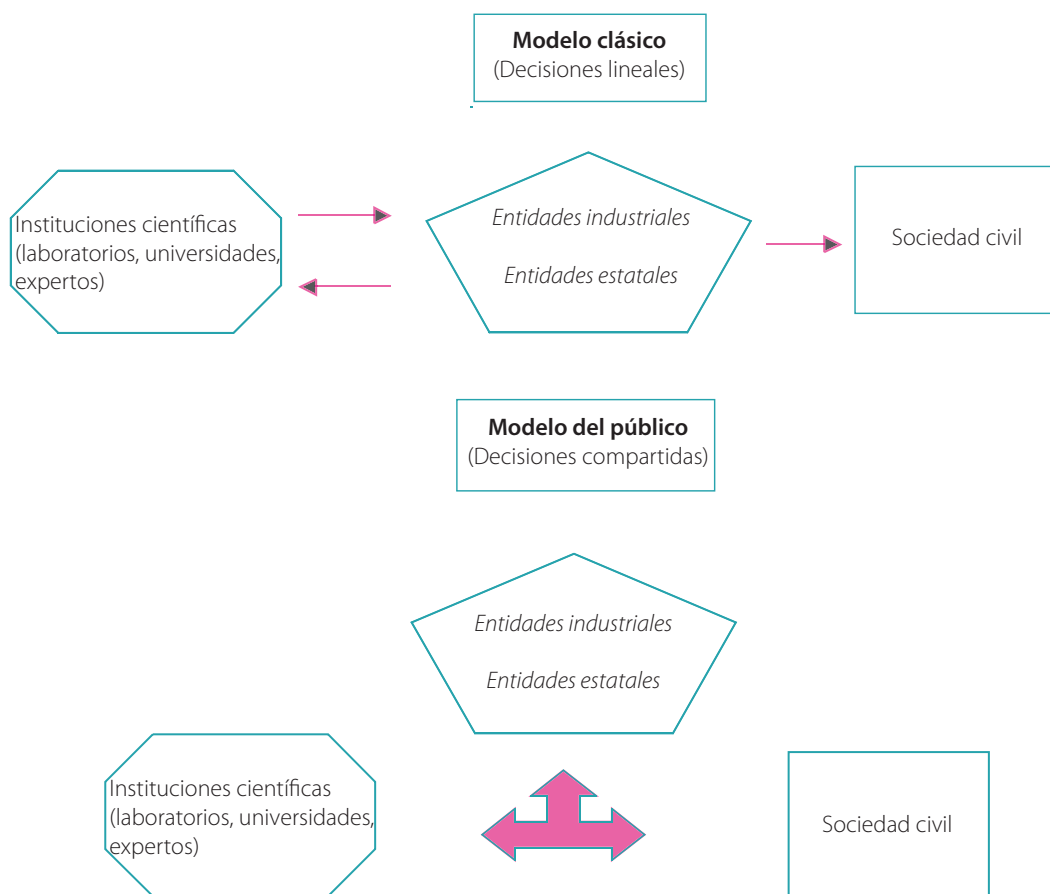 Modelo clásico
(Decisiones lineales)
Instituciones científicas
(laboratorios, universidades,
expertos)
Entidades industriales
Entidades estatales
Sociedad civil
Modelo del público
(Decisiones compartidas)
Entidades industriales
Entidades estatales
Instituciones científicas
(laboratorios, universidades,
expertos)
Sociedad civil